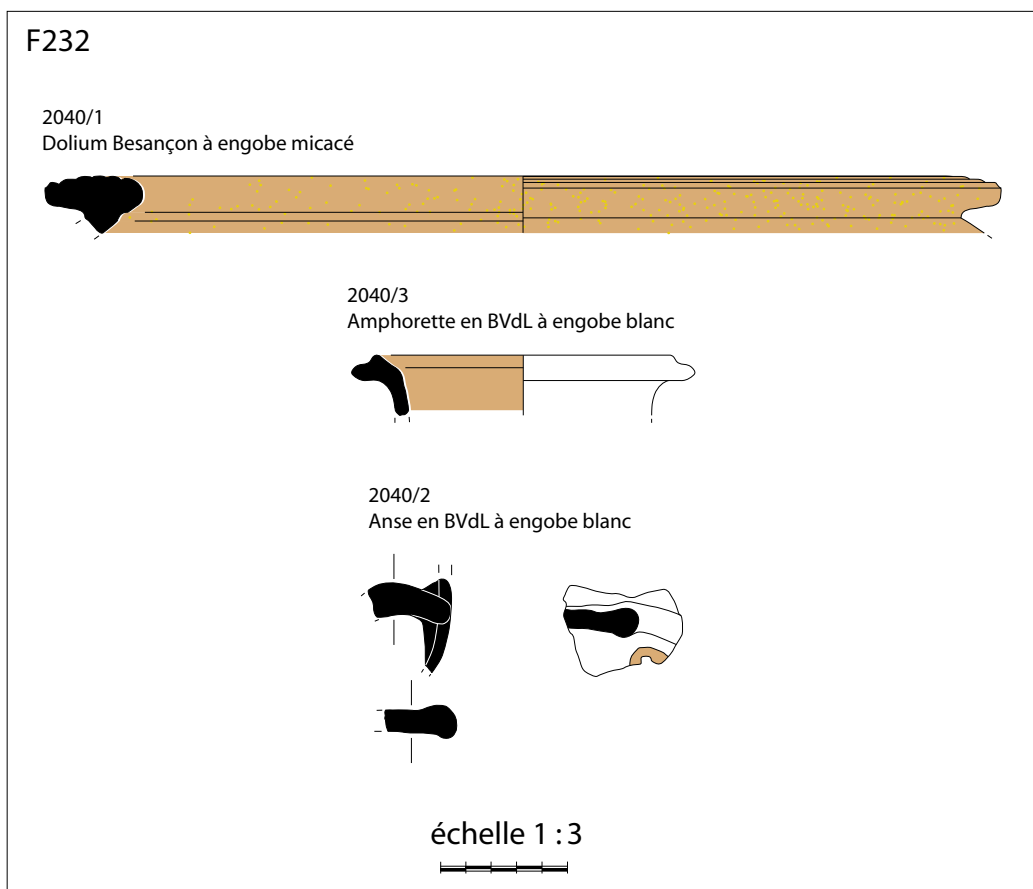 F232
2040/1
Dolium Besançon à engobe micacé
2040/3
Amphorette en BVdL à engobe blanc
2040/2
Anse en BVdL à engobe blanc
échelle 1 : 3